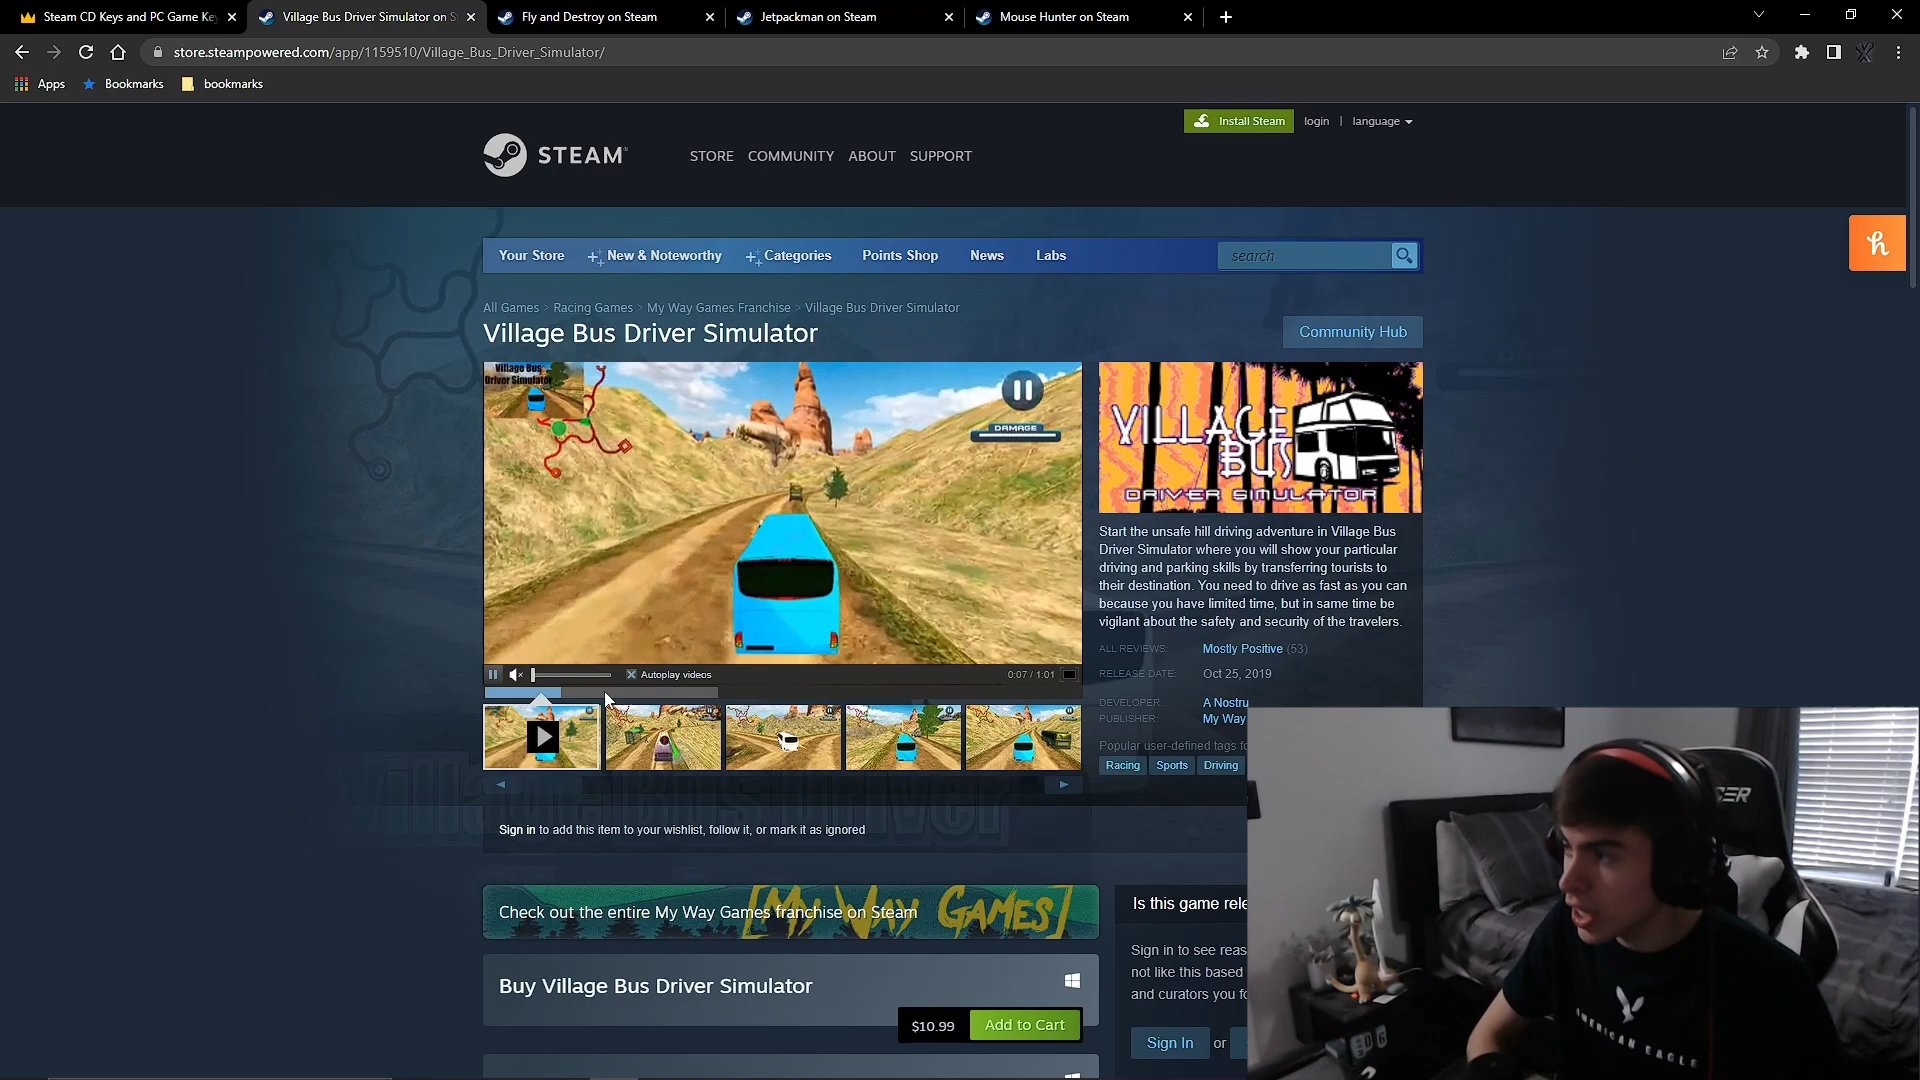 Steam CD Keys and PC Game Ke
Village Bus Driver Simulator on S
Fly and Destroy on Steam
Jetpackman on Steam
Mouse Hunter on Steam
store.steampowered.com/app/1159510/Village_Bus_Driver_Simulator/
Apps
Bookmarks
bookmarks
Install Steam
login | language
STEAM
STORE COMMUNITY ABOUT SUPPORT
Your Store New & Noteworthy Categories Points Shop News Labs
search
All Games > Racing Games > My Way Games Franchise > Village Bus Driver Simulator
Village Bus Driver Simulator
Community Hub
Village Bus
Driver Simulator
DAMAGE
VILLAGE
BUS
DRIVER SIMULATOR
Start the unsafe hill driving adventure in Village Bus
Driver Simulator where you will show your particular
driving and parking skills by transferring tourists to
their destination. You need to drive as fast as you can
because you have limited time, but in same time be
vigilant about the safety and security of the travelers.
ALL REVIEWS: Mostly Positive (53)
RELEASE DATE: Oct 25, 2019
DEVELOPER: A Nostru
PUBLISHER: My Way
Popular user-defined tags fo
Racing Sports Driving
Autoplay videos
0:07 / 1:01
Sign in to add this item to your wishlist, follow it, or mark it as ignored
Check out the entire My Way Games franchise on Steam
[MY WAY GAMES]
Buy Village Bus Driver Simulator
$10.99 Add to Cart
Is this game rele
Sign in to see reas
not like this based
and curators you fo
Sign In or
AMERICAN EAGLE